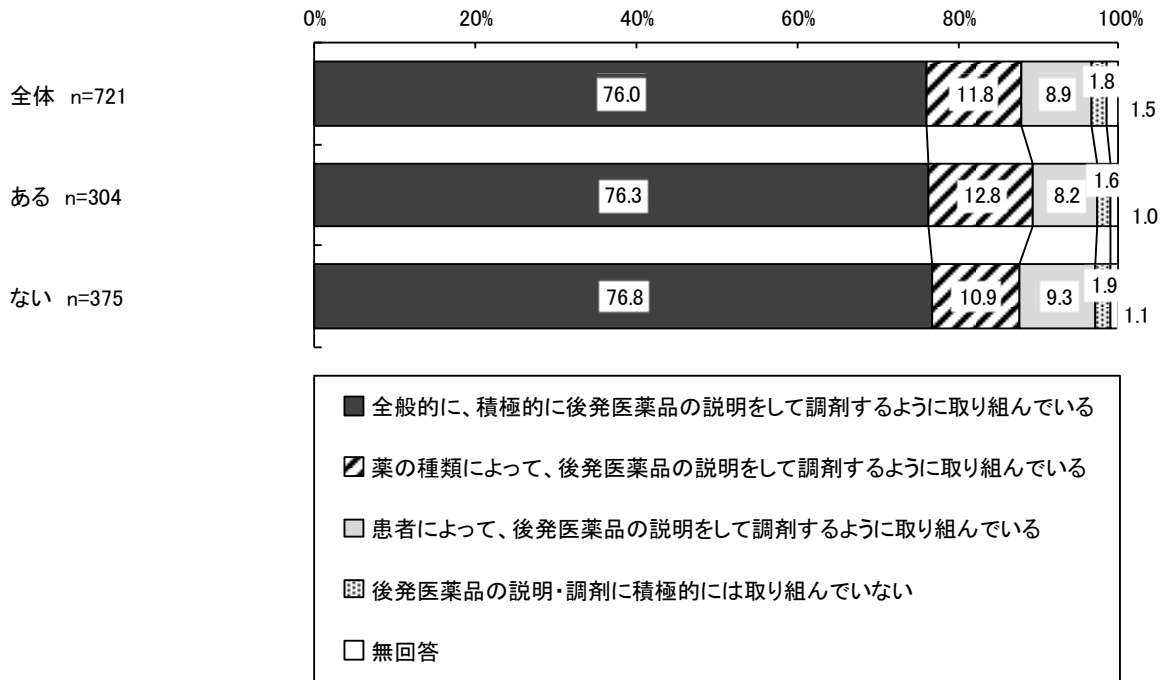 0% 20% 40% 60% 80% 100%
全体 n=721 76.0 11.8 8.9 1.8 1.5
ある n=304 76.3 12.8 8.2 1.6 1.0
ない n=375 76.8 10.9 9.3 1.9 1.1
全般的に、積極的に後発医薬品の説明をして調剤するように取り組んでいる
薬の種類によって、後発医薬品の説明をして調剤するように取り組んでいる
患者によって、後発医薬品の説明をして調剤するように取り組んでいる
後発医薬品の説明・調剤に積極的には取り組んでいない
無回答